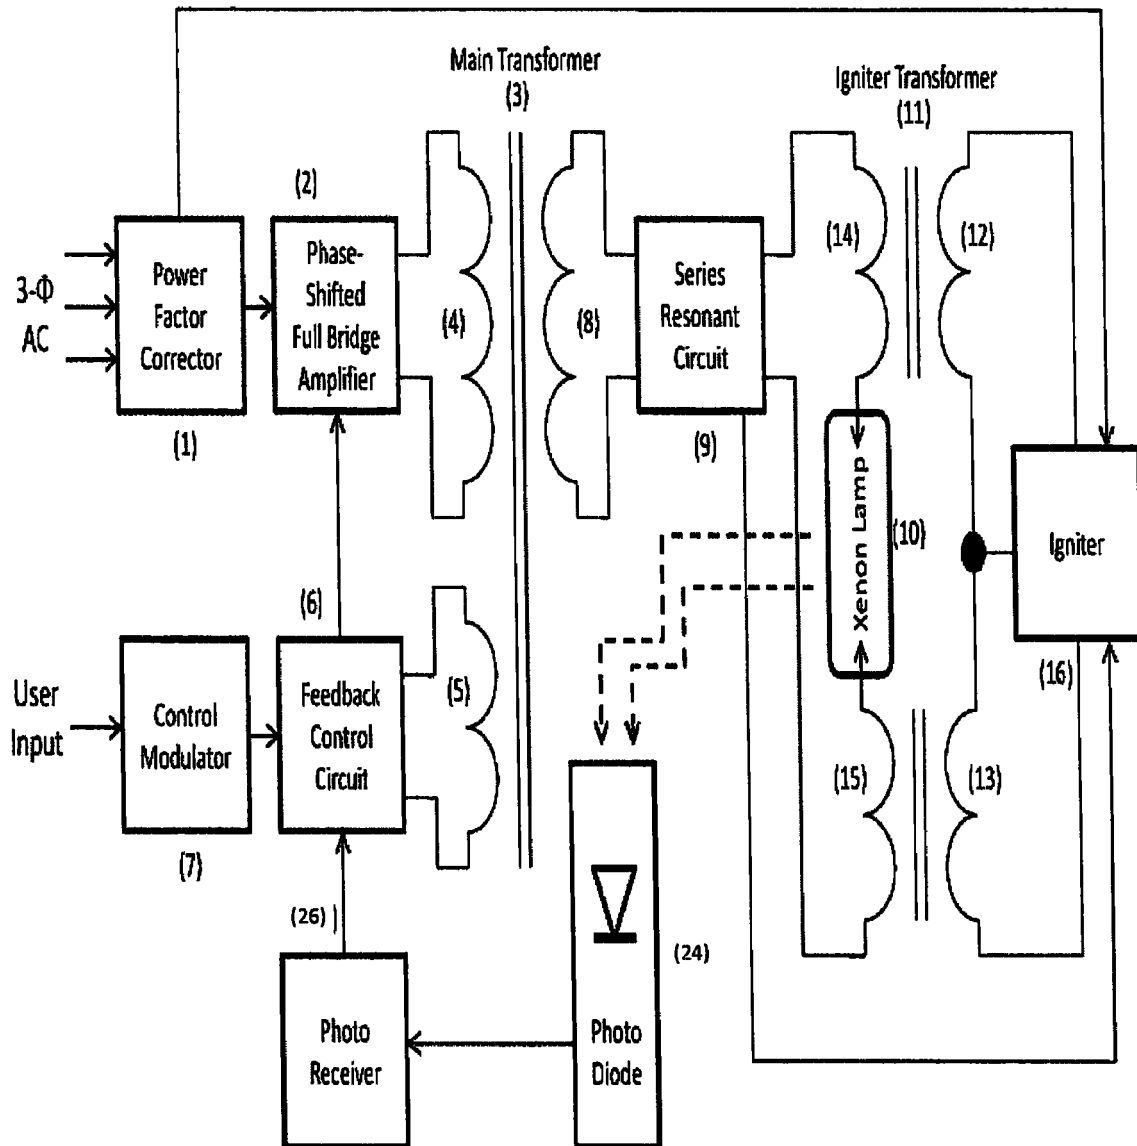 Main Transformer
(3)
Igniter Transformer
(11)
(2)
3-Φ
AC
Power
Factor
Corrector
(1)
Phase-
Shifted
Full Bridge
Amplifier
(4)
(8)
Series
Resonant
Circuit
(9)
(14)
(12)
Xenon Lamp
(10)
Igniter
(16)
(6)
User
Input
Control
Modulator
(7)
Feedback
Control
Circuit
(5)
(15)
(13)
(26)
Photo
Receiver
Photo
Diode
(24)